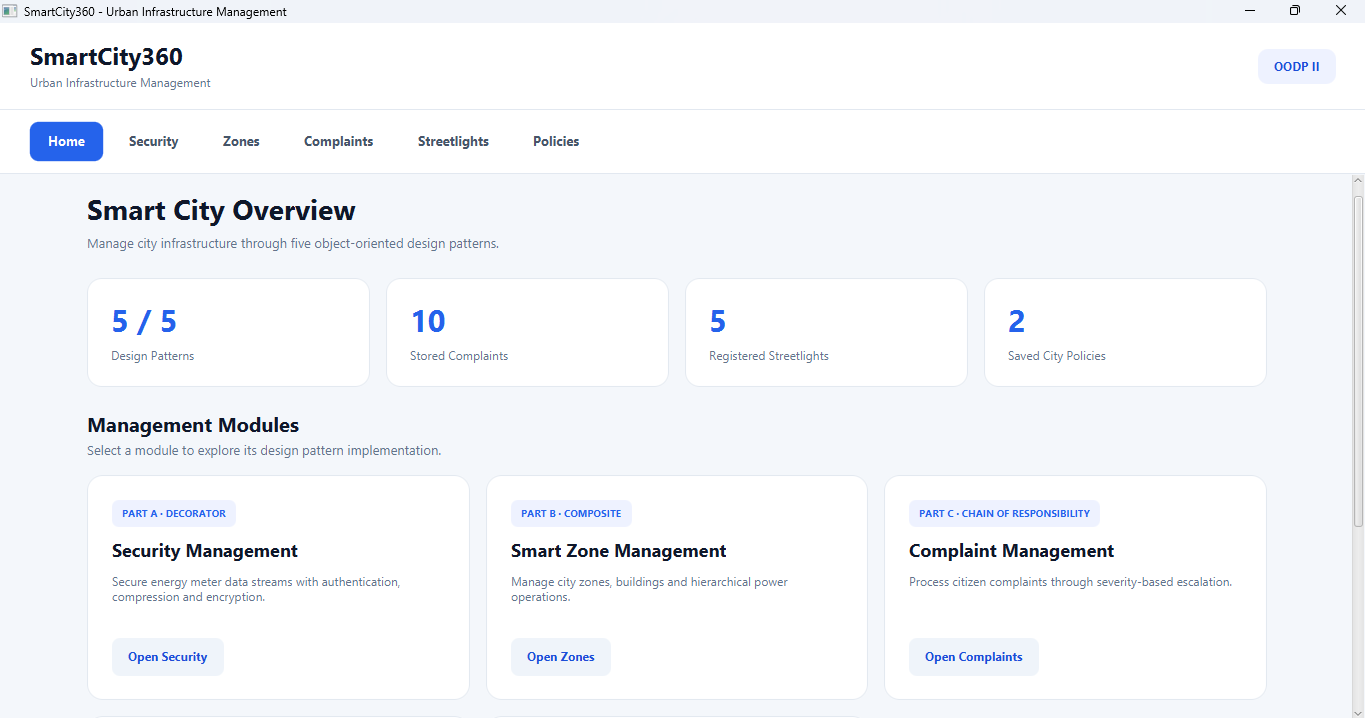 SmartCity360 - Urban Infrastructure Management
SmartCity360
Urban Infrastructure Management
OODP II
Home
Security
Zones
Complaints
Streetlights
Policies
Smart City Overview
Manage city infrastructure through five object-oriented design patterns.
5 / 5
Design Patterns
10
Stored Complaints
5
Registered Streetlights
2
Saved City Policies
Management Modules
Select a module to explore its design pattern implementation.
PART A · DECORATOR
Security Management
Secure energy meter data streams with authentication,
compression and encryption.
Open Security
PART B · COMPOSITE
Smart Zone Management
Manage city zones, buildings and hierarchical power
operations.
Open Zones
PART C · CHAIN OF RESPONSIBILITY
Complaint Management
Process citizen complaints through severity-based escalation.
Open Complaints